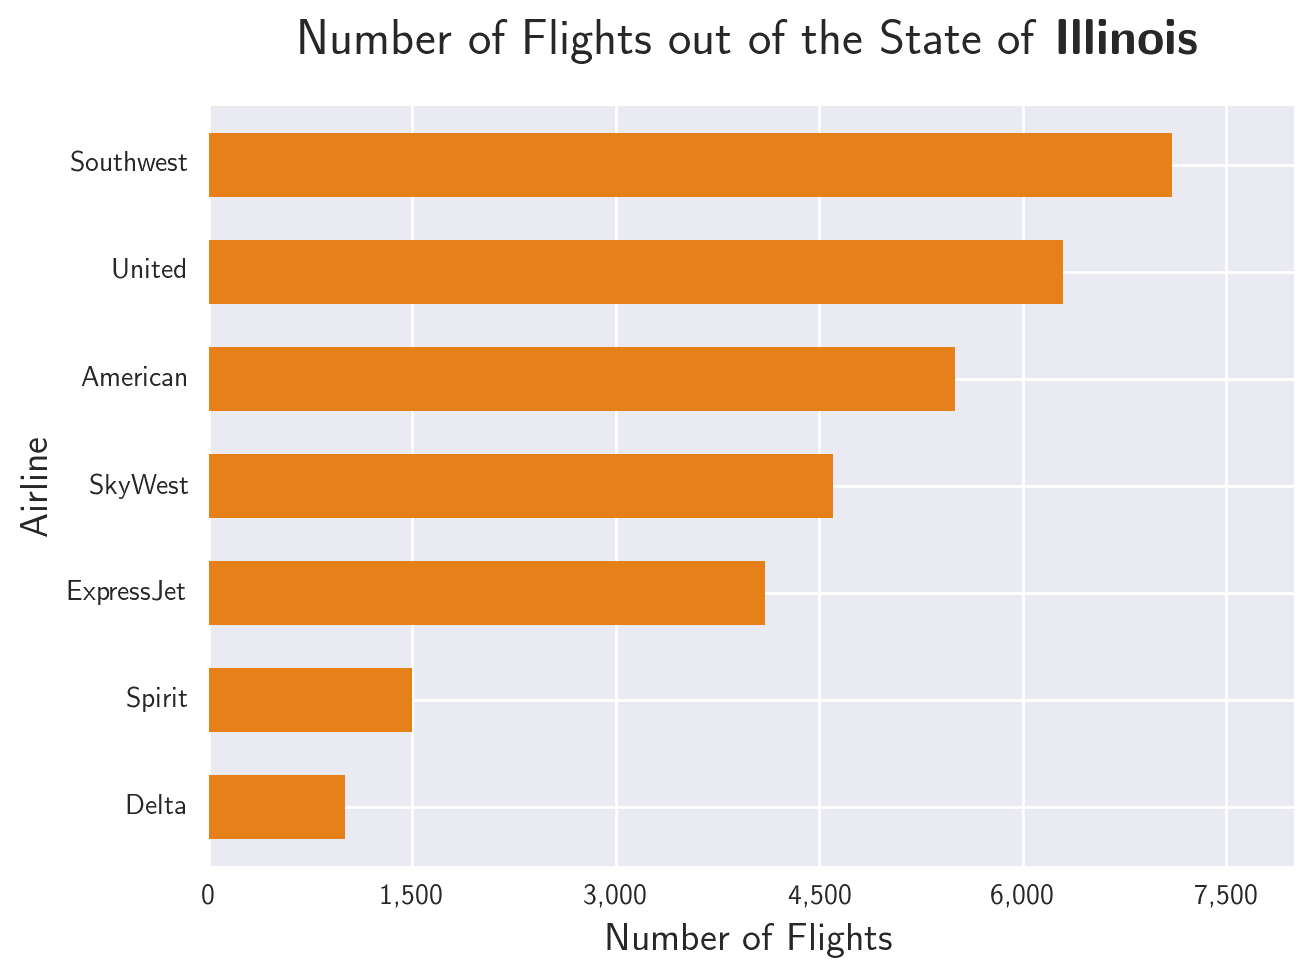 Number of Flights out of the State of Illinois
Southwest
United
American
SkyWest
ExpressJet
Spirit
Delta
Airline
0 1,500 3,000 4,500 6,000 7,500
Number of Flights